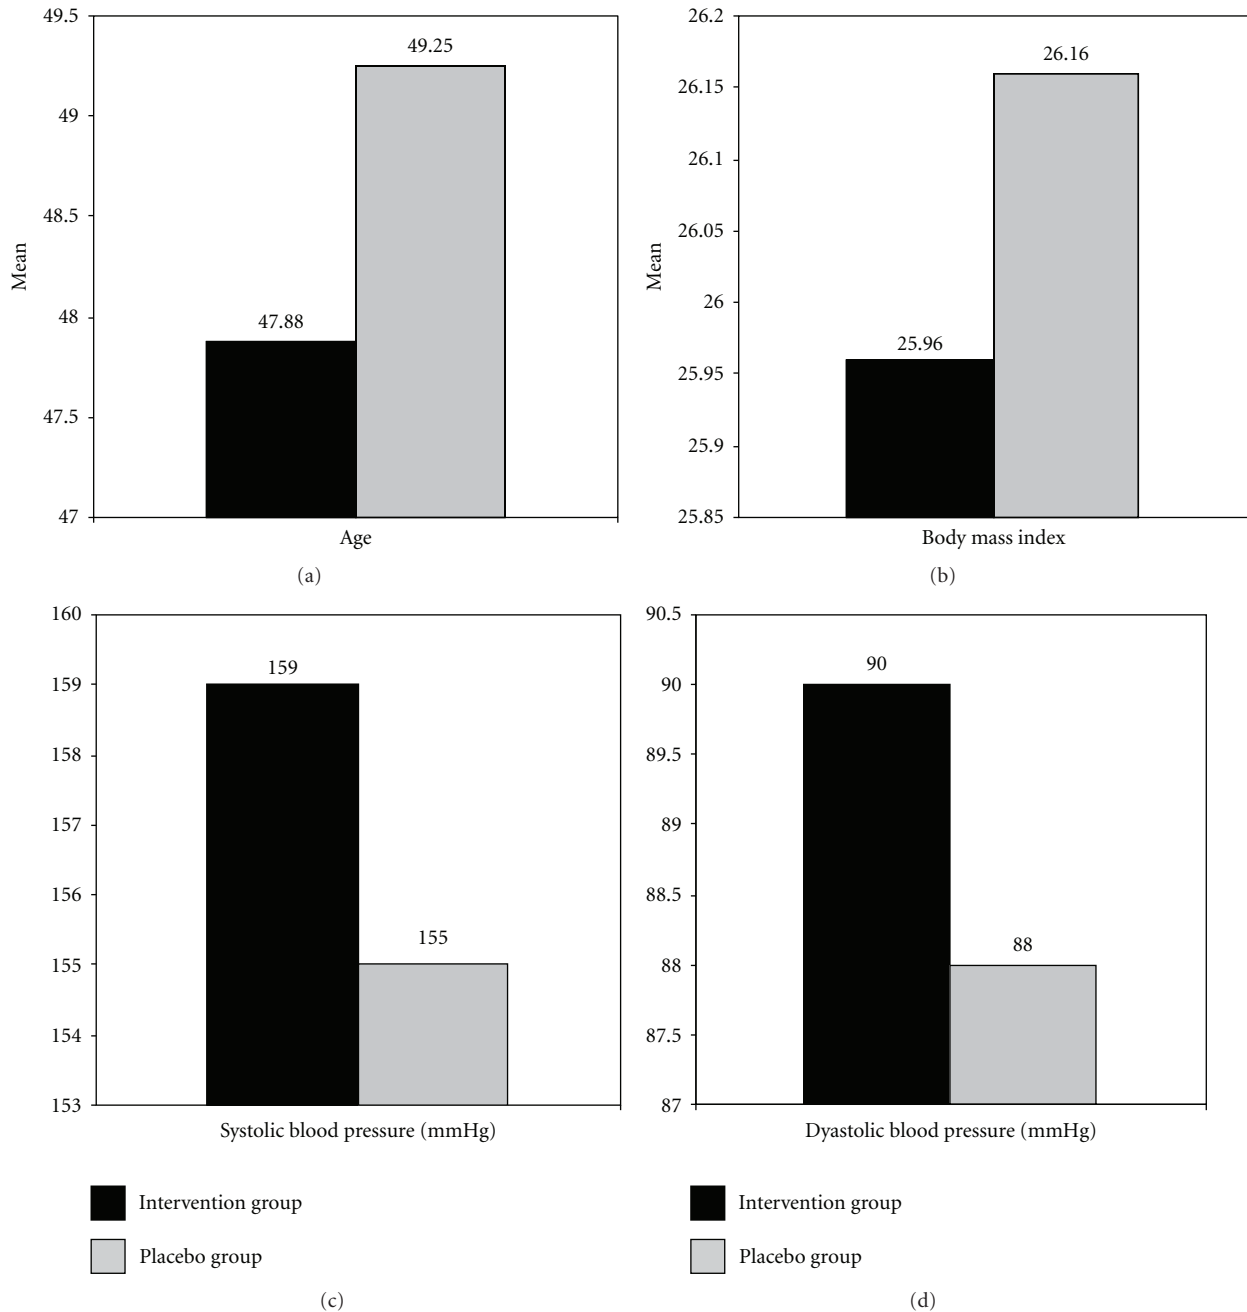 49.5
49
48.5
48
47.5
47
Mean
47.88
49.25
Age
(a)
26.2
26.15
26.1
26.05
26
25.95
25.9
25.85
Mean
25.96
26.16
Body mass index
(b)
160
159
158
157
156
155
154
153
159
155
Systolic blood pressure (mmHg)
Intervention group
Placebo group
(c)
90.5
90
89.5
89
88.5
88
87.5
87
90
88
Dyastolic blood pressure (mmHg)
Intervention group
Placebo group
(d)